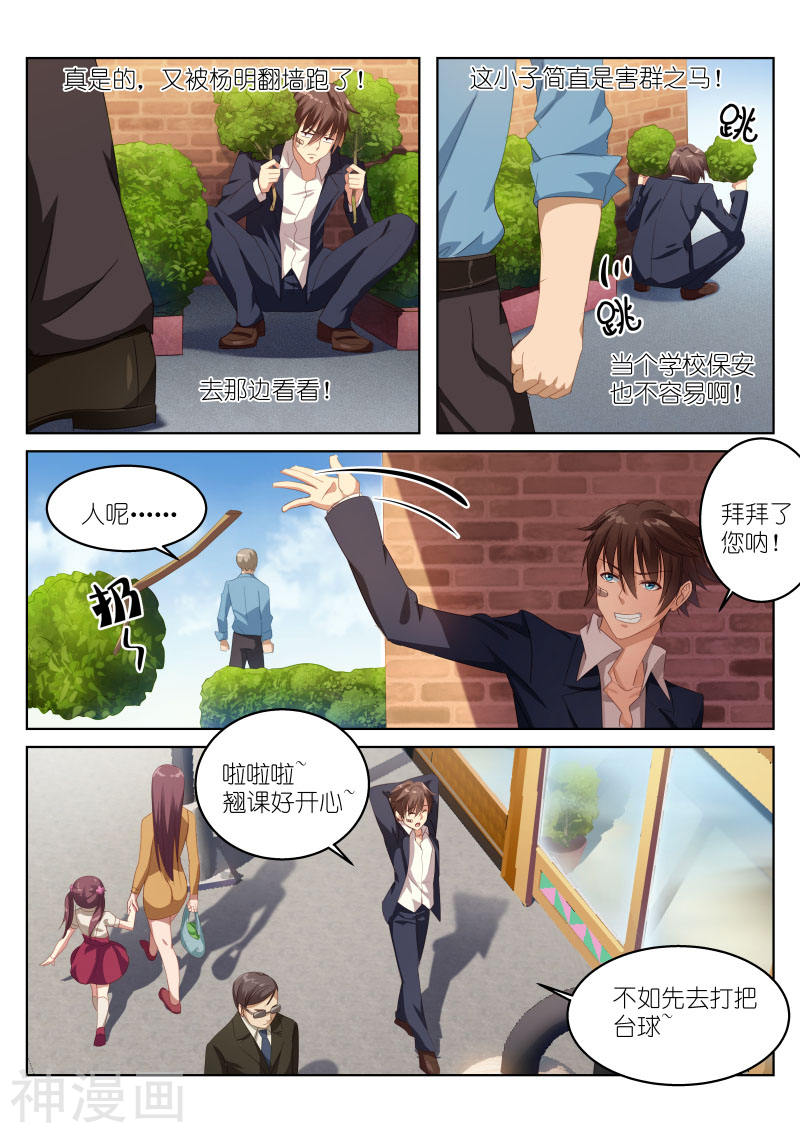 真是的，又被杨明翻墙跑了！
去那边看看！
这小子简直是害群之马！
跳
跳
当个学校保安
也不容易啊！
人呢……
扔～
拜拜了
您呐！
啦啦啦~
翘课好开心~
不如先去打把
台球~
神漫画